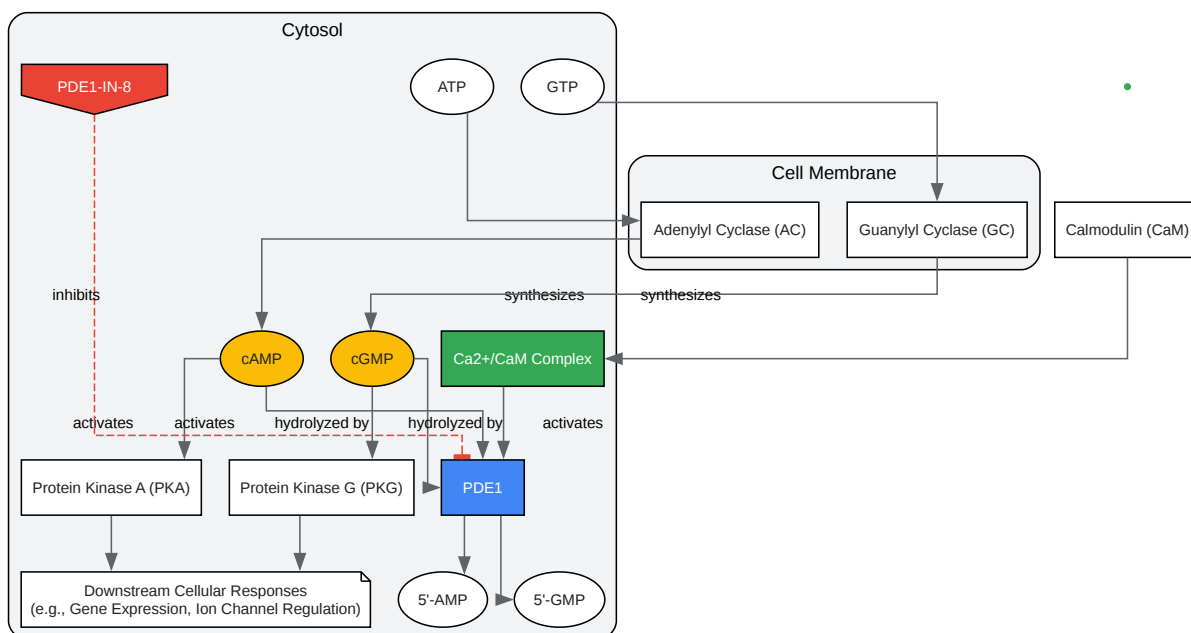 Cytosol
PDE1-IN-8
ATP
GTP
Cell Membrane
Adenylyl Cyclase (AC)
Guanylyl Cyclase (GC)
Calmodulin (CaM)
inhibits
synthesizes
synthesizes
cAMP
cGMP
Ca2+/CaM Complex
activates
activates
hydrolyzed by
hydrolyzed by
activates
Protein Kinase A (PKA)
Protein Kinase G (PKG)
PDE1
Downstream Cellular Responses
(e.g., Gene Expression, Ion Channel Regulation)
5'-AMP
5'-GMP